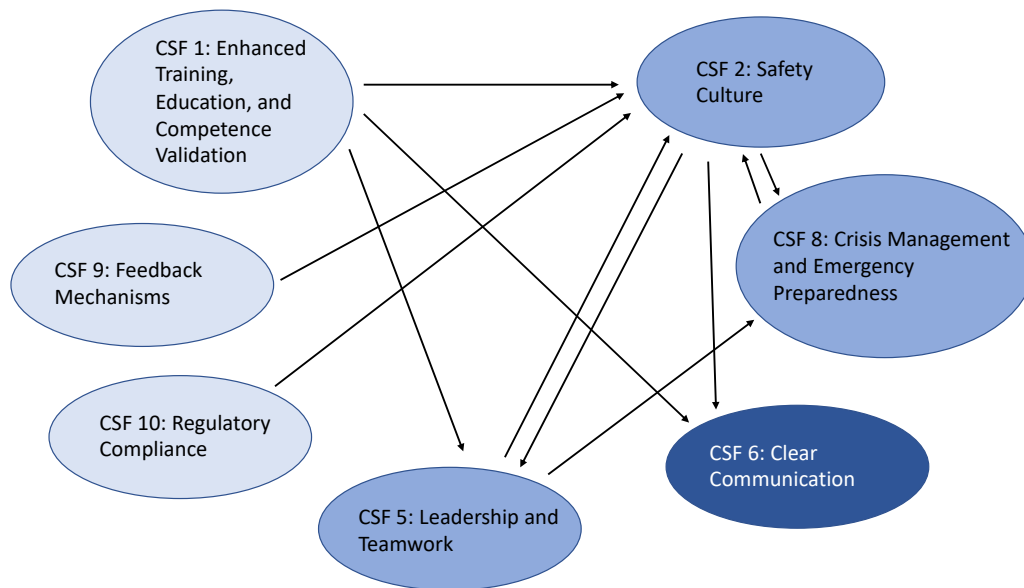 CSF 1: Enhanced
Training,
Education, and
Competence
Validation
CSF 2: Safety
Culture
CSF 9: Feedback
Mechanisms
CSF 8: Crisis Management
and Emergency
Preparedness
CSF 10: Regulatory
Compliance
CSF 6: Clear
Communication
CSF 5: Leadership and
Teamwork